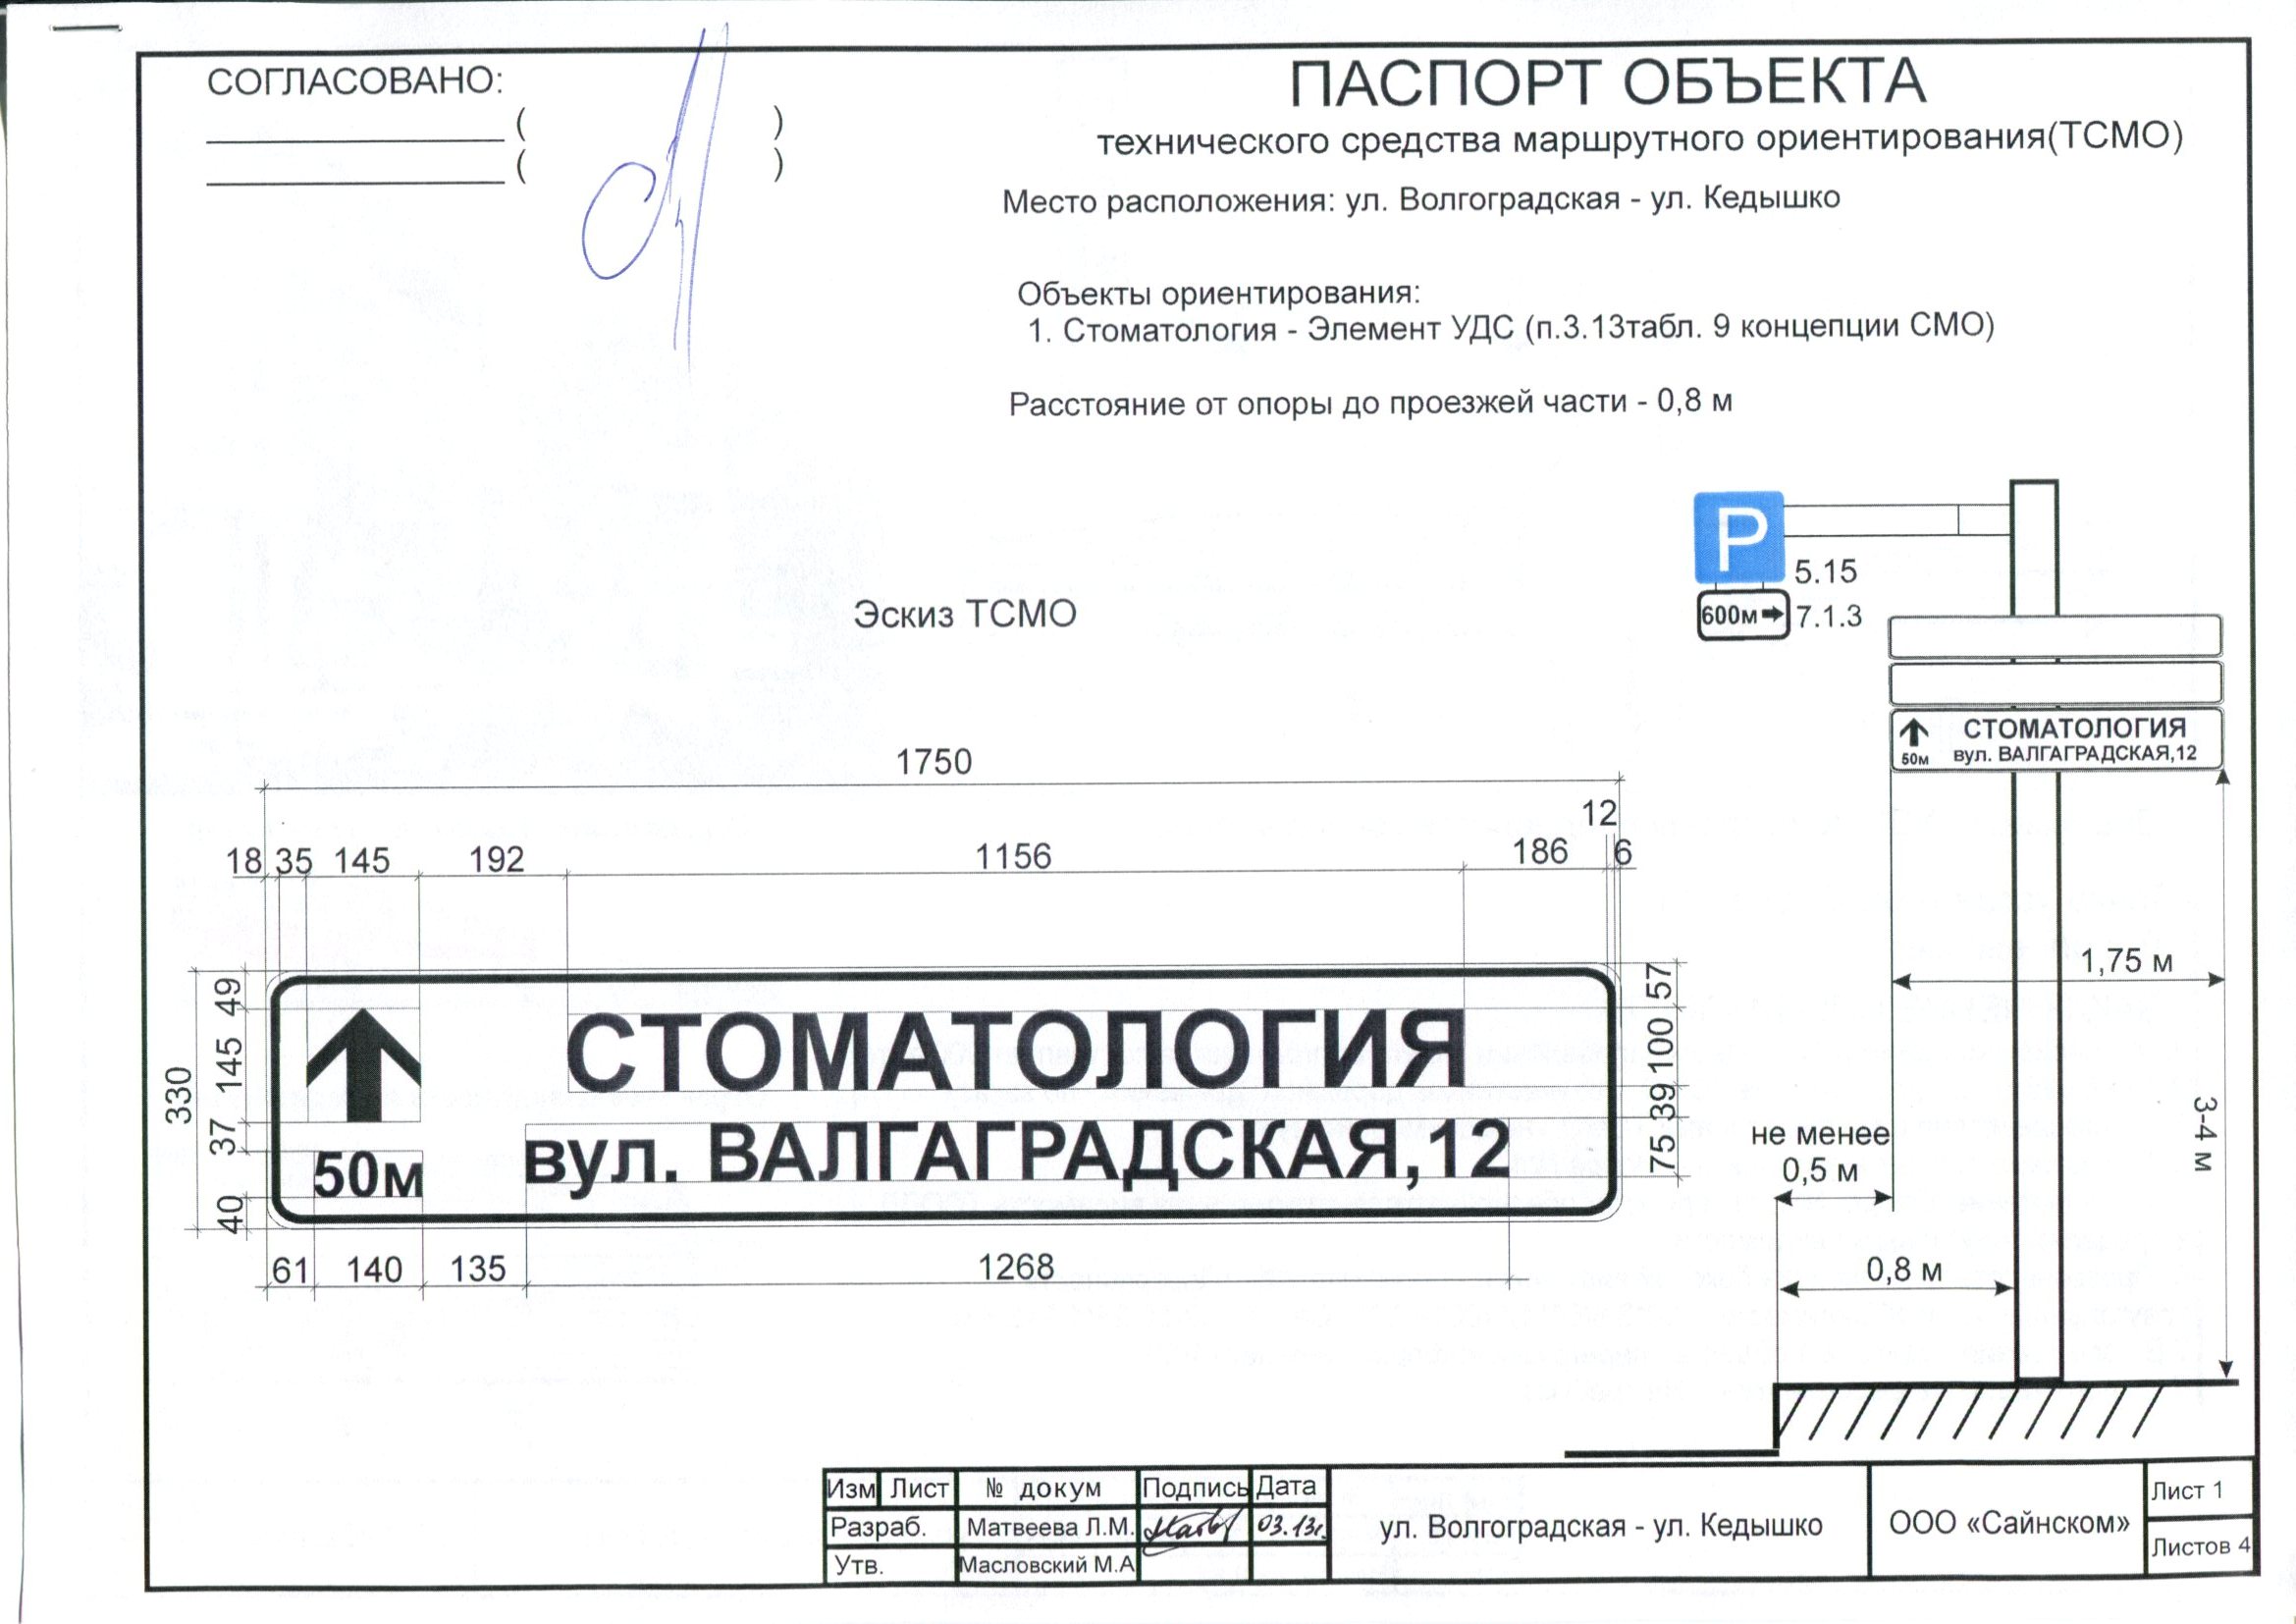 СОГЛАСОВАНО:
( )
( )
ПАСПОРТ ОБЪЕКТА
технического средства маршрутного ориентирования(ТСМО)
Место расположения: ул. Волгоградская - ул. Кедышко
Объекты ориентирования:
1. Стоматология - Элемент УДС (п.3.13табл. 9 концепции СМО)
Расстояние от опоры до проезжей части - 0,8 м
Эскиз ТСМО
P
5.15
600м
7.1.3
СТОМАТОЛОГИЯ
50м вул. ВАЛГАГРАДСКАЯ,12
1750
12
18 35 145 192 1156 186 6
330
49
145
37
40
СТОМАТОЛОГИЯ
50м вул. ВАЛГАГРАДСКАЯ,12
57
100
39
75
61 140 135 1268
1,75 м
3-4 м
не менее
0,5 м
0,8 м
Изм Лист № докум Подпись Дата
Разраб. Матвеева Л.М. 03.13г.
Утв. Масловский М.А
ул. Волгоградская - ул. Кедышко
ООО «Сайнском»
Лист 1
Листов 4